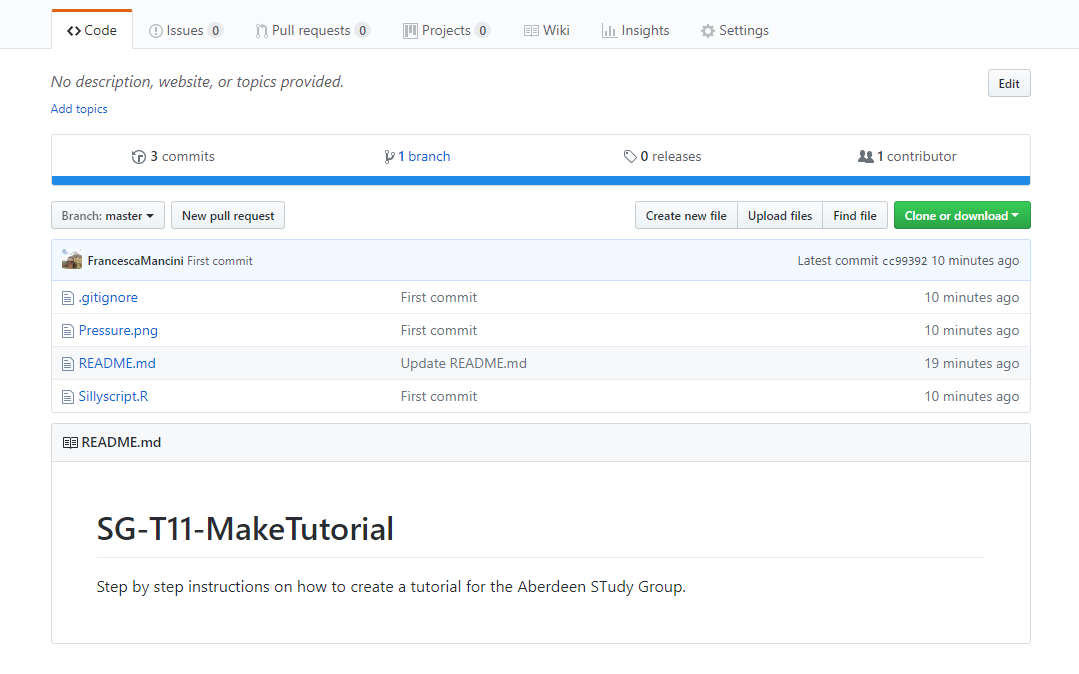 Code Issues 0 Pull requests 0 Projects 0 Wiki Insights Settings
No description, website, or topics provided. Edit
Add topics
3 commits 1 branch 0 releases 1 contributor
Branch: master New pull request Create new file Upload files Find file Clone or download
FrancescaMancini First commit Latest commit cc99392 10 minutes ago
.gitignore First commit 10 minutes ago
Pressure.png First commit 10 minutes ago
README.md Update README.md 19 minutes ago
Sillyscript.R First commit 10 minutes ago
README.md
SG-T11-MakeTutorial
Step by step instructions on how to create a tutorial for the Aberdeen STudy Group.